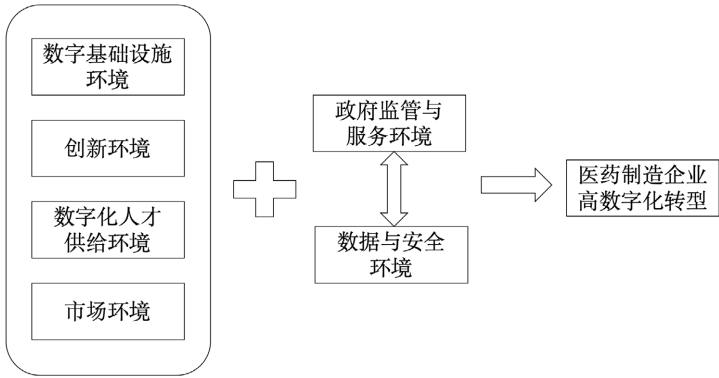 数字基础设施
环境
创新环境
数字化人才
供给环境
市场环境
政府监管与
服务环境
数据与安全
环境
医药制造企业
高数字化转型